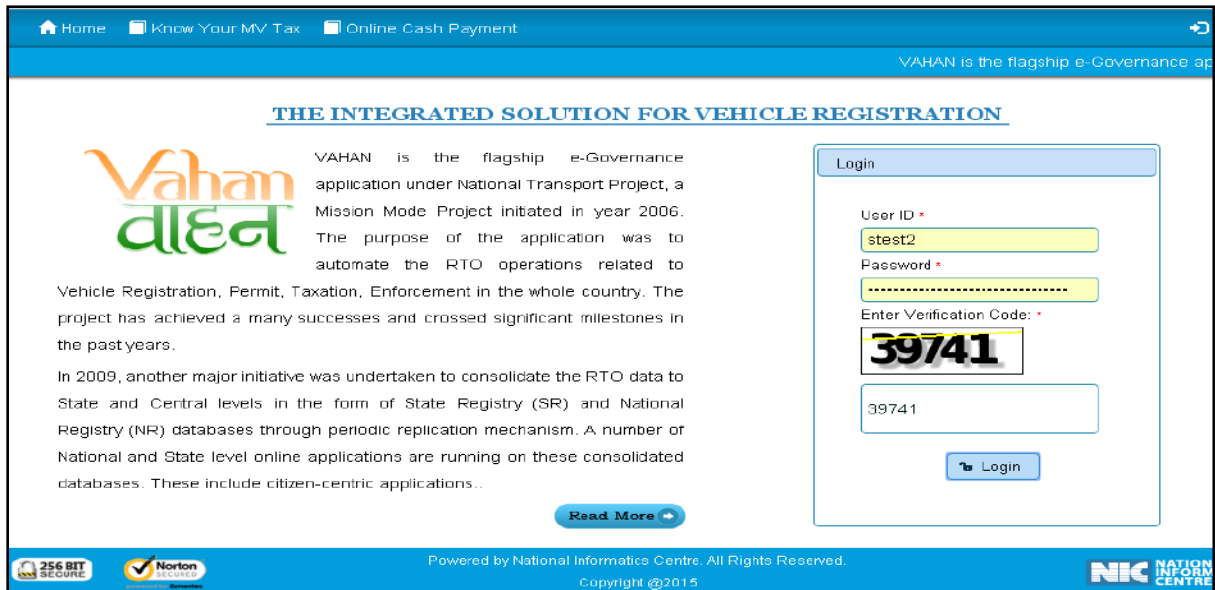 Home Know Your MV Tax Online Cash Payment
VAHAN is the flagship e-Governance ap
THE INTEGRATED SOLUTION FOR VEHICLE REGISTRATION
Vahan
वाहन
VAHAN is the flagship e-Governance
application under National Transport Project, a
Mission Mode Project initiated in year 2006.
The purpose of the application was to
automate the RTO operations related to
Vehicle Registration, Permit, Taxation, Enforcement in the whole country. The
project has achieved a many successes and crossed significant milestones in
the past years.
In 2009, another major initiative was undertaken to consolidate the RTO data to
State and Central levels in the form of State Registry (SR) and National
Registry (NR) databases through periodic replication mechanism. A number of
National and State level online applications are running on these consolidated
databases. These include citizen-centric applications..
Read More
Login
User ID *
stest2
Password *
Enter Verification Code: *
39741
39741
Login
256 BIT
SECURE
Norton
SECURED
powered by Symantec
Powered by National Informatics Centre. All Rights Reserved.
Copyright @2015
NIC
NATION
INFORM
CENTRE